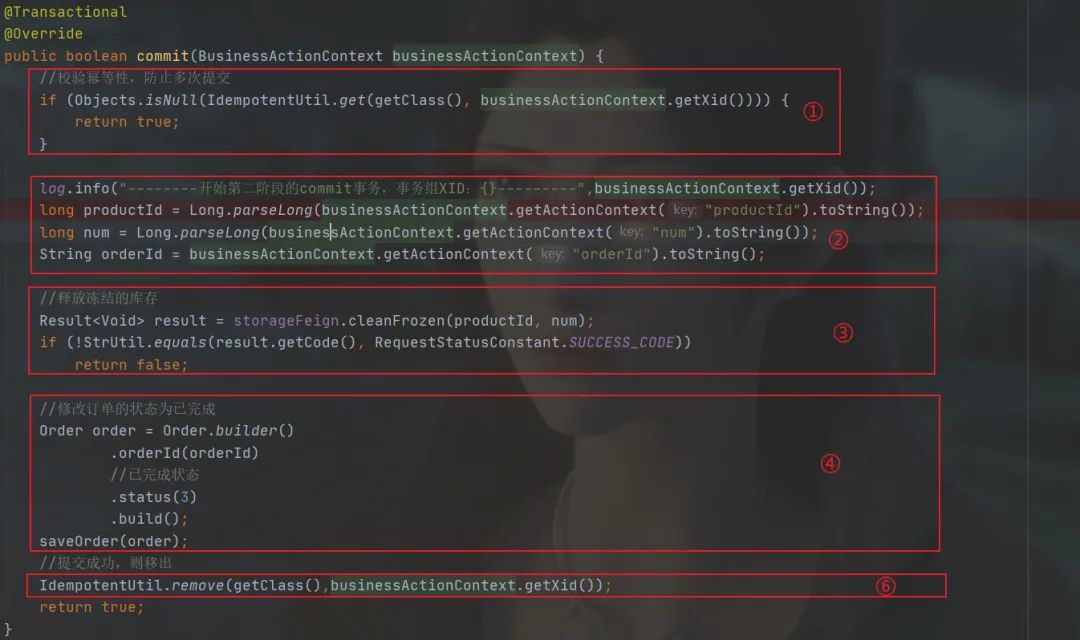 @Transactional
@Override
public boolean commit(BusinessActionContext businessActionContext) {
//校验幂等性，防止多次提交
if (Objects.isNull(IdempotentUtil.get(getClass(), businessActionContext.getXid()))) {
return true;
}
①
log.info("--------开始第二阶段的commit事务，事务组XID：{}---------",businessActionContext.getXid());
long productId = Long.parseLong(businessActionContext.getActionContext( key: "productId").toString());
long num = Long.parseLong(businessActionContext.getActionContext( key: "num").toString());
②
String orderId = businessActionContext.getActionContext( key: "orderId").toString();
//释放冻结的库存
Result<Void> result = storageFeign.cleanFrozen(productId, num);
③
if (!StrUtil.equals(result.getCode(), RequestStatusConstant.SUCCESS_CODE))
return false;
//修改订单的状态为已完成
Order order = Order.builder()
.orderId(orderId)
④
//已完成状态
.status(3)
.build();
saveOrder(order);
//提交成功，则移出
IdempotentUtil.remove(getClass(),businessActionContext.getXid());
⑥
return true;
}